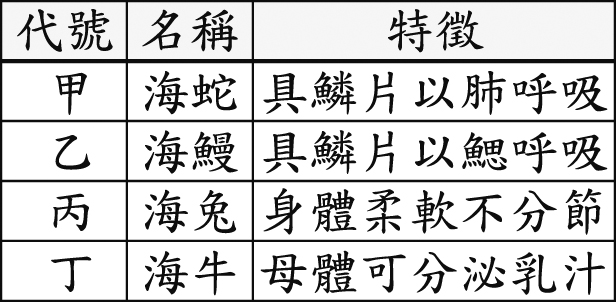 代號 名稱 特徵
甲 海蛇 具鱗片以肺呼吸
乙 海鰻 具鱗片以鰓呼吸
丙 海兔 身體柔軟不分節
丁 海牛 母體可分泌乳汁